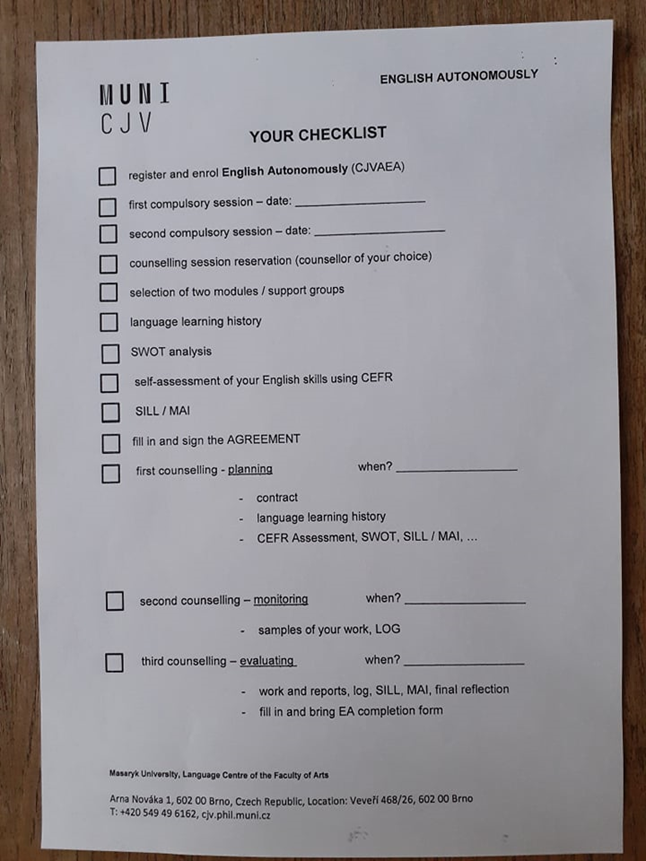 MUNI
CJV
ENGLISH AUTONOMOUSLY
YOUR CHECKLIST
register and enrol English Autonomously (CJVAEA)
first compulsory session – date: ____________________
second compulsory session – date: ____________________
counselling session reservation (counsellor of your choice)
selection of two modules / support groups
language learning history
SWOT analysis
self-assessment of your English skills using CEFR
SILL / MAI
fill in and sign the AGREEMENT
first counselling - planning when? ____________________
- contract
- language learning history
- CEFR Assessment, SWOT, SILL / MAI, ...
second counselling – monitoring when? ____________________
- samples of your work, LOG
third counselling – evaluating when? ____________________
- work and reports, log, SILL, MAI, final reflection
- fill in and bring EA completion form
Masaryk University, Language Centre of the Faculty of Arts
Arna Nováka 1, 602 00 Brno, Czech Republic, Location: Veveří 468/26, 602 00 Brno
T: +420 549 49 6162, cjv.phil.muni.cz